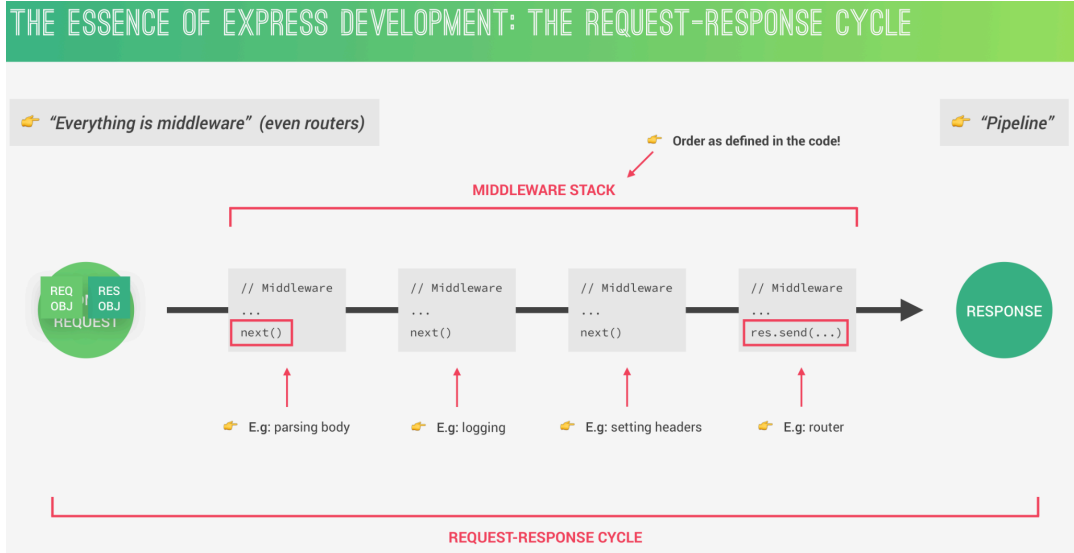 THE ESSENCE OF EXPRESS DEVELOPMENT: THE REQUEST-RESPONSE CYCLE
“Everything is middleware” (even routers)
“Pipeline”
Order as defined in the code!
MIDDLEWARE STACK
REQ OBJ
RES OBJ
REQUEST
// Middleware
...
next()
// Middleware
...
next()
// Middleware
...
next()
// Middleware
...
res.send(...)
RESPONSE
E.g: parsing body
E.g: logging
E.g: setting headers
E.g: router
REQUEST-RESPONSE CYCLE